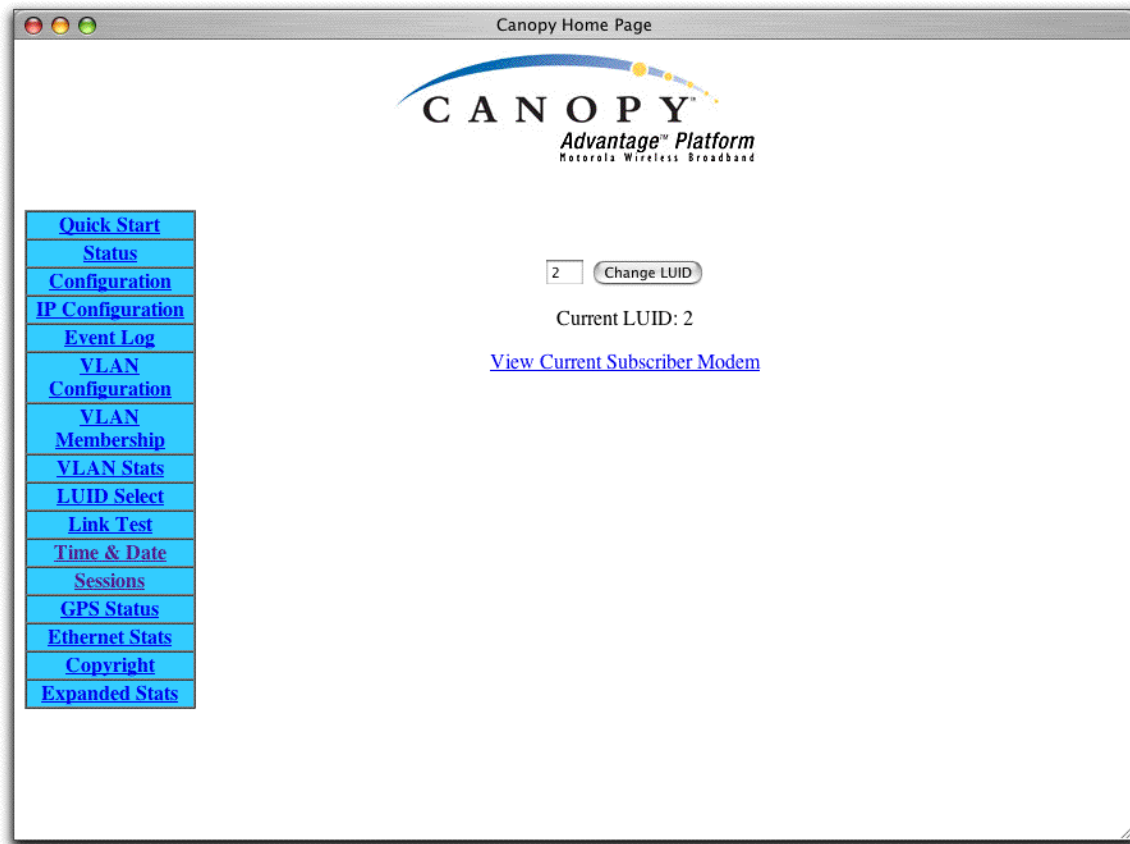 Canopy Home Page
CANOPY™
Advantage™ Platform
Motorola Wireless Broadband
Quick Start
Status
Configuration
IP Configuration
Event Log
VLAN
Configuration
VLAN
Membership
VLAN Stats
LUID Select
Link Test
Time & Date
Sessions
GPS Status
Ethernet Stats
Copyright
Expanded Stats
2 Change LUID
Current LUID: 2
View Current Subscriber Modem